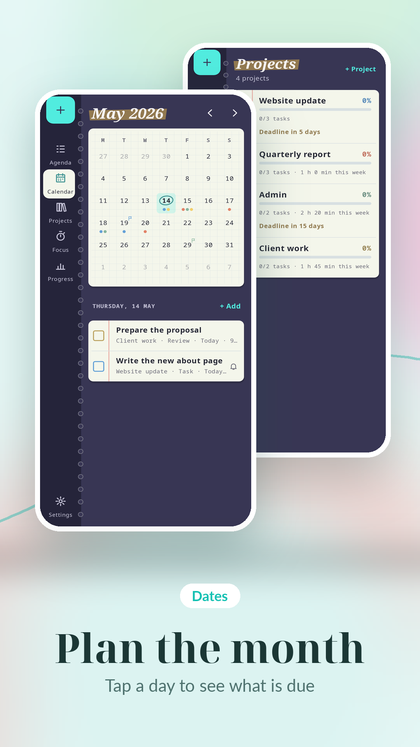 Projects
4 projects
+ Project
Website update 0%
0/3 tasks
Deadline in 5 days
Quarterly report 0%
0/3 tasks · 1 h 0 min this week
Admin 0%
0/2 tasks · 2 h 20 min this week
Deadline in 15 days
Client work 0%
0/2 tasks · 1 h 45 min this week
+
Agenda
Calendar
Projects
Focus
Progress
Settings
May 2026
M T W T F S S
27 28 29 30 1 2 3
4 5 6 7 8 9 10
11 12 13 14 15 16 17
18 19 20 21 22 23 24
25 26 27 28 29 30 31
1 2 3 4 5 6 7
THURSDAY, 14 MAY + Add
Prepare the proposal
Client work · Review · Today · 9…
Write the new about page
Website update · Task · Today…
Dates
Plan the month
Tap a day to see what is due